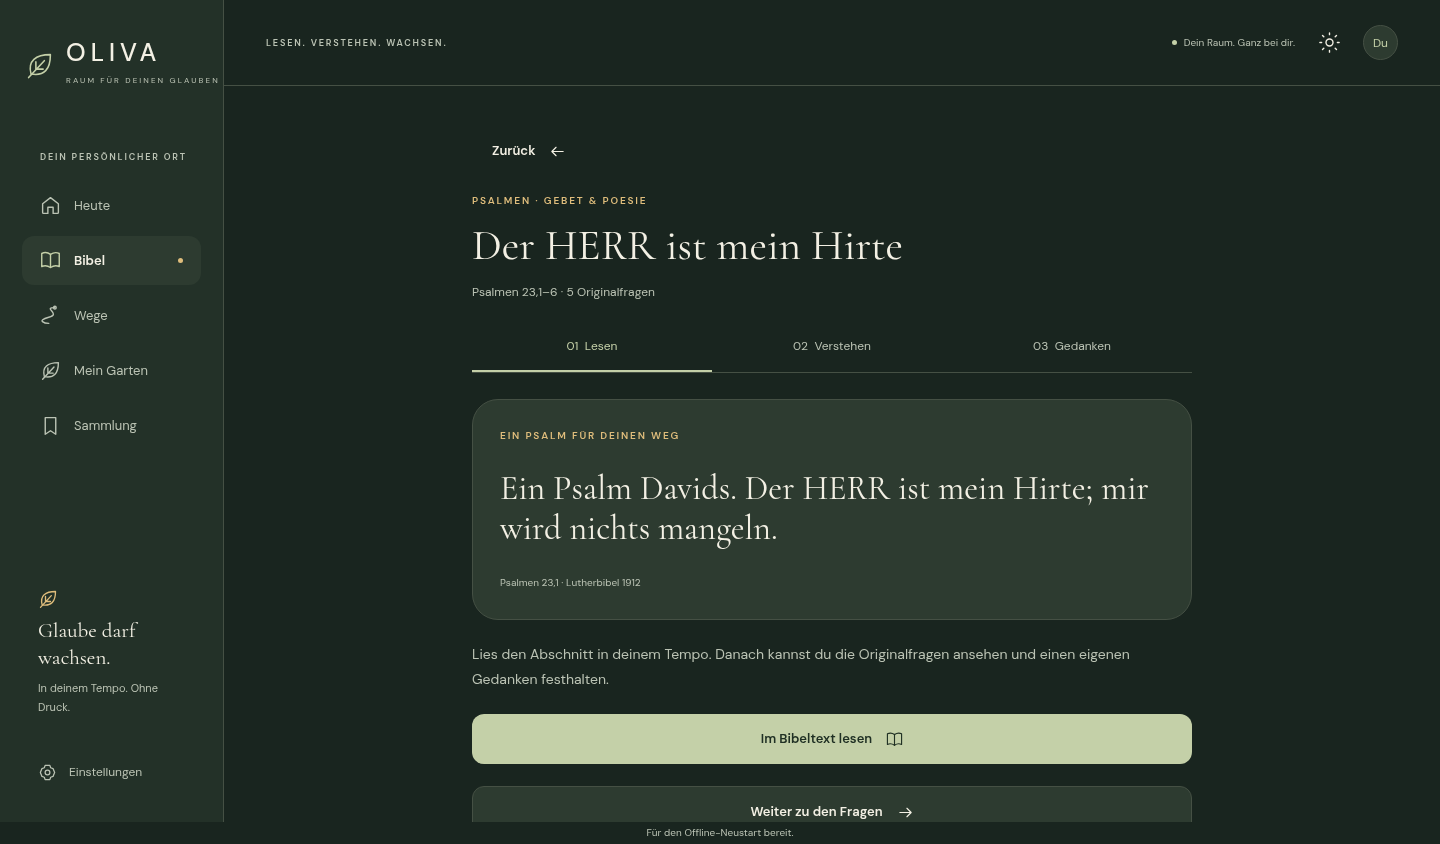 OLIVA
RAUM FÜR DEINEN GLAUBEN
DEIN PERSÖNLICHER ORT
Heute
Bibel
Wege
Mein Garten
Sammlung
Glaube darf
wachsen.
In deinem Tempo. Ohne
Druck.
Einstellungen
LESEN. VERSTEHEN. WACHSEN.
Dein Raum. Ganz bei dir.
Du
Zurück
PSALMEN · GEBET & POESIE
Der HERR ist mein Hirte
Psalmen 23,1–6 · 5 Originalfragen
01 Lesen
02 Verstehen
03 Gedanken
EIN PSALM FÜR DEINEN WEG
Ein Psalm Davids. Der HERR ist mein Hirte; mir
wird nichts mangeln.
Psalmen 23,1 · Lutherbibel 1912
Lies den Abschnitt in deinem Tempo. Danach kannst du die Originalfragen ansehen und einen eigenen
Gedanken festhalten.
Im Bibeltext lesen
Weiter zu den Fragen
Für den Offline-Neustart bereit.